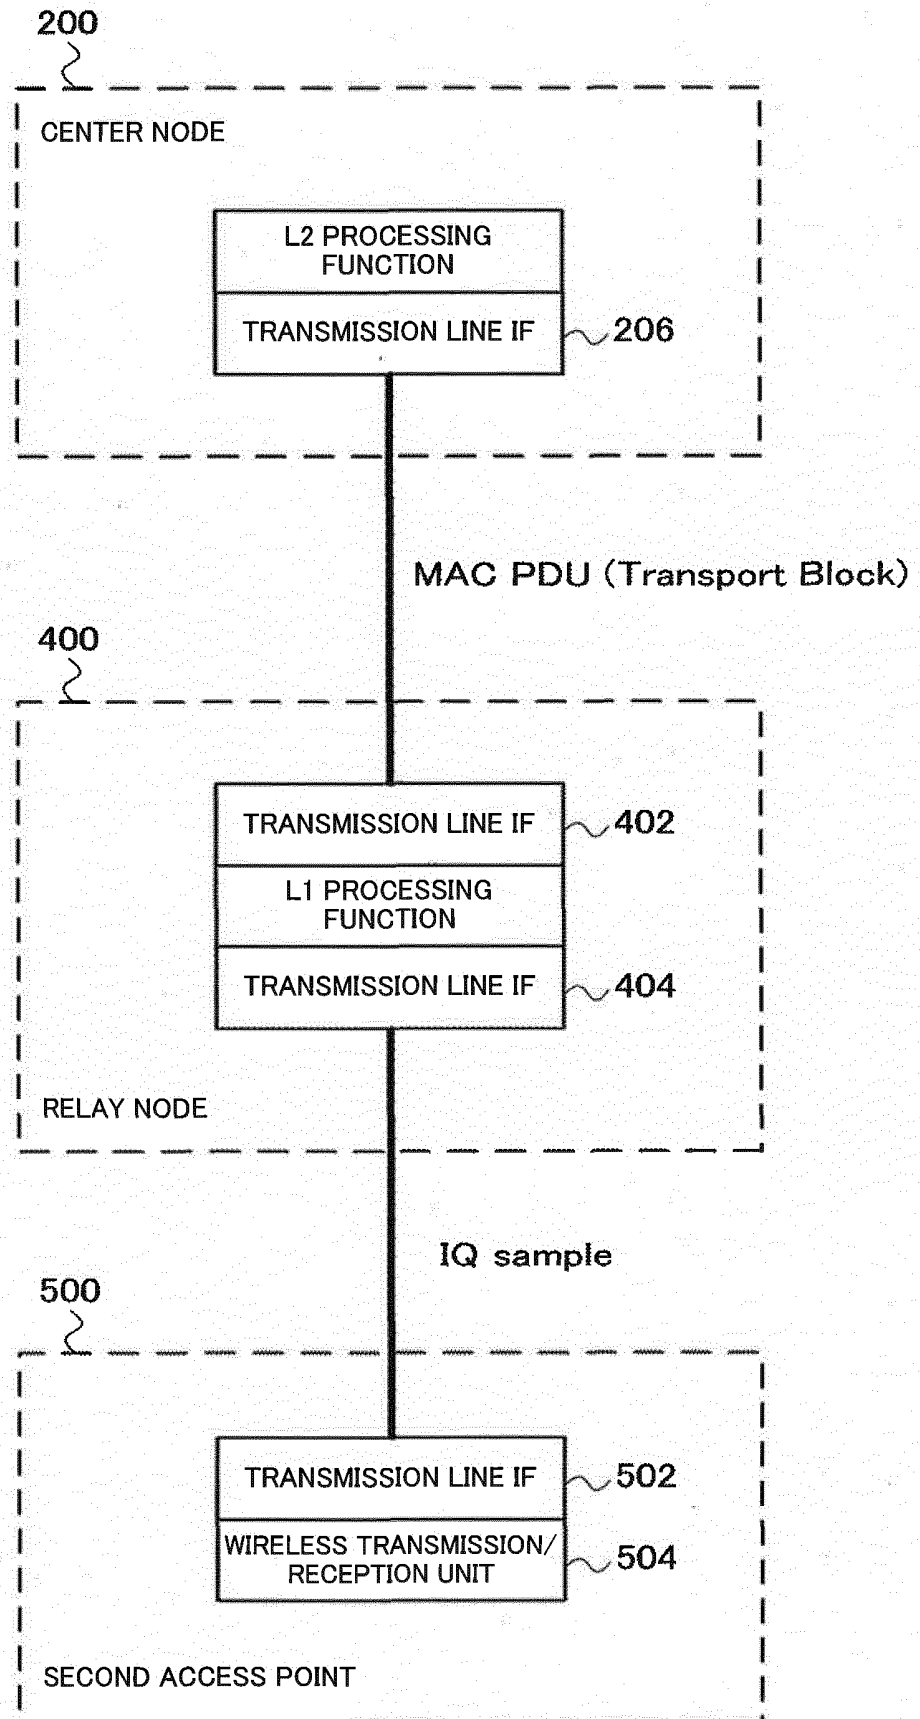 200
CENTER NODE
L2 PROCESSING
FUNCTION
TRANSMISSION LINE IF
206
MAC PDU (Transport Block)
400
TRANSMISSION LINE IF
402
L1 PROCESSING
FUNCTION
TRANSMISSION LINE IF
404
RELAY NODE
IQ sample
500
TRANSMISSION LINE IF
502
WIRELESS TRANSMISSION/
RECEPTION UNIT
504
SECOND ACCESS POINT